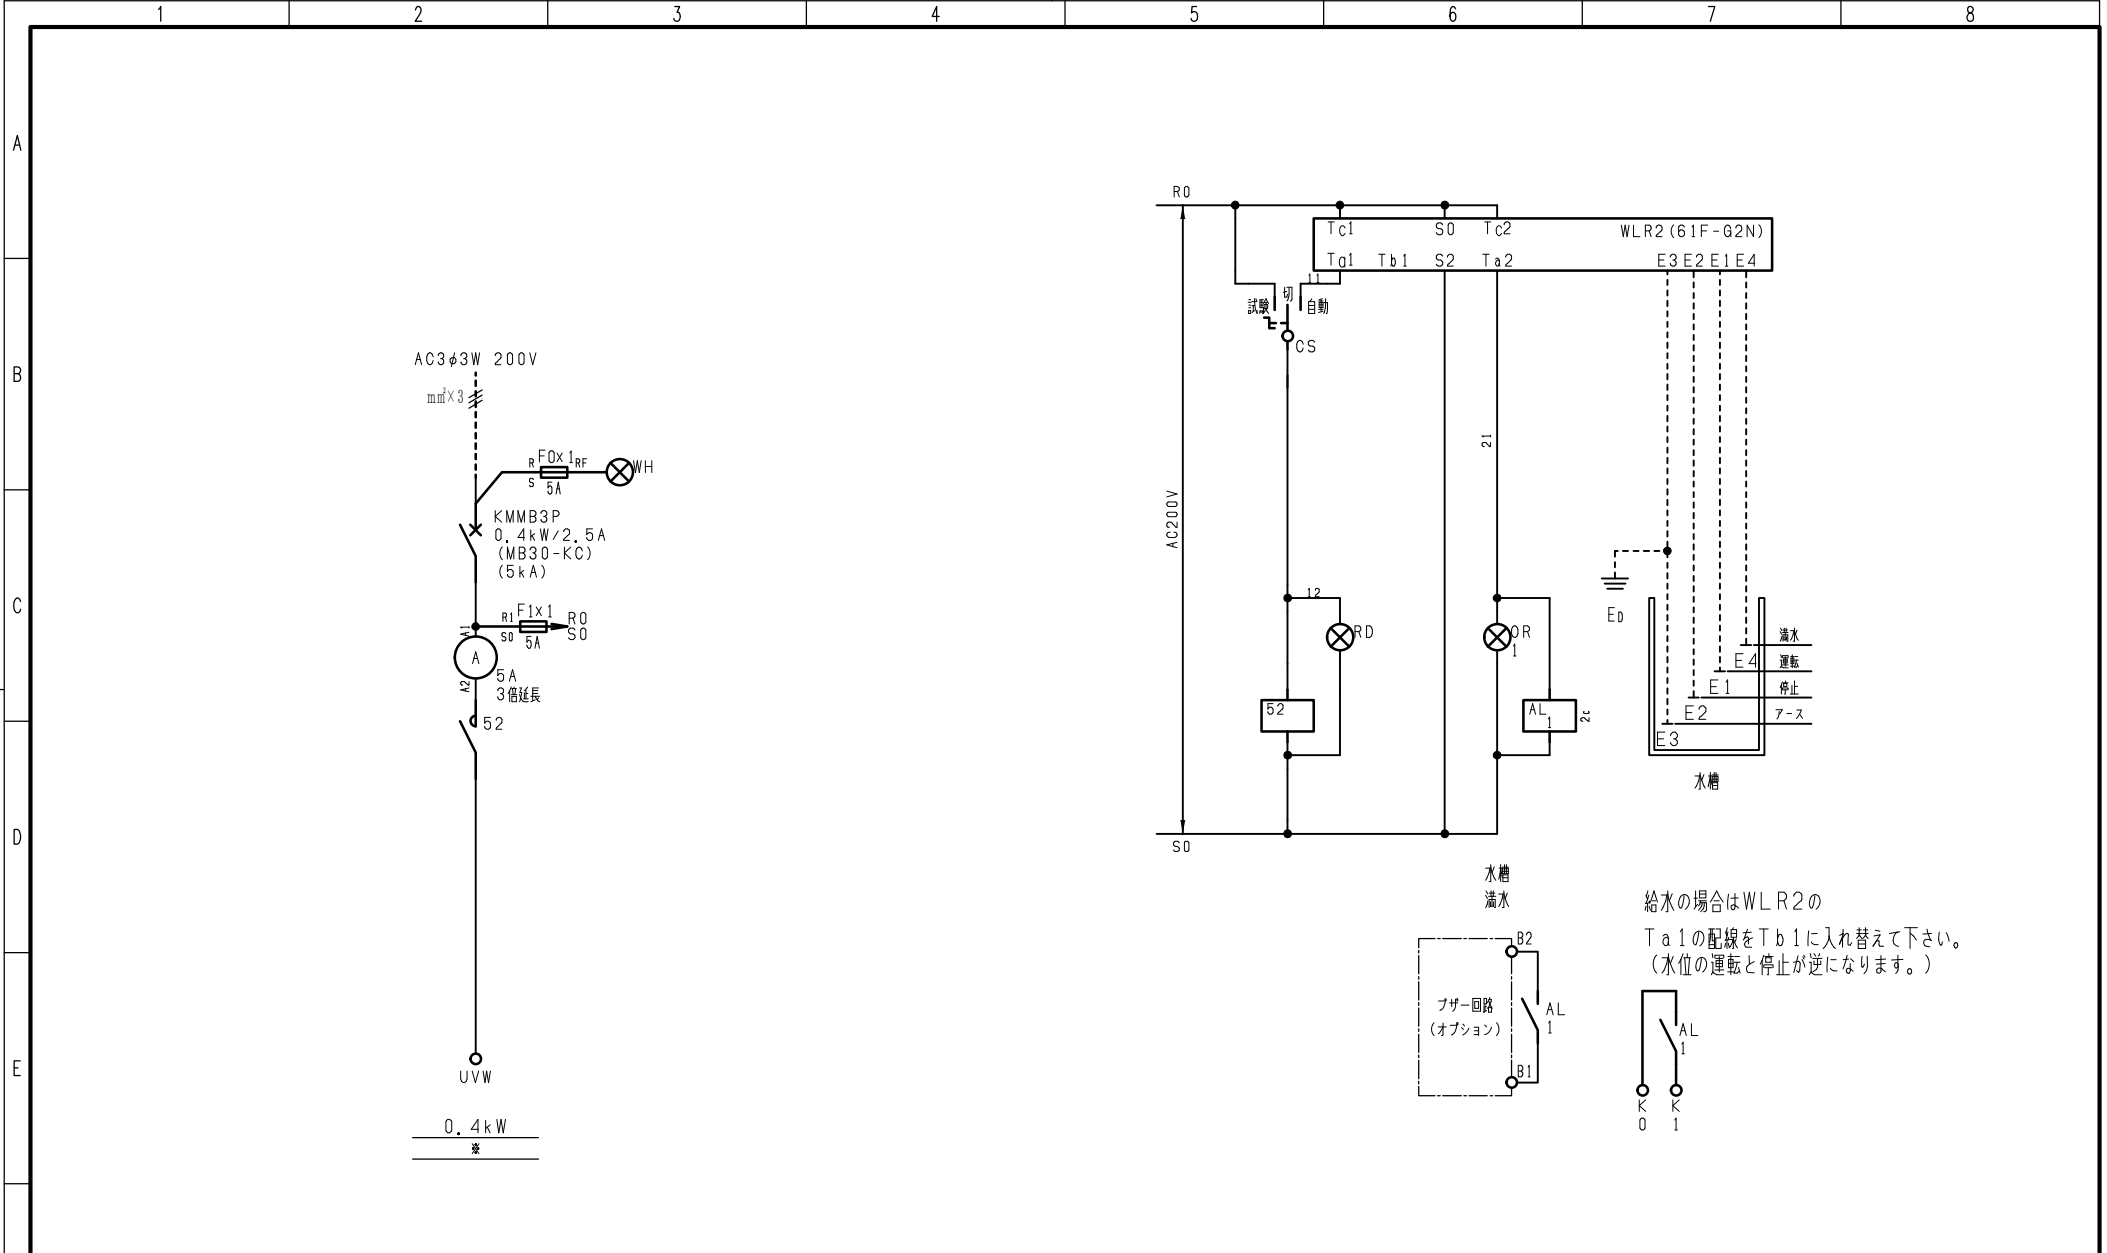 1 2 3 4 5 6 7 8
A
B
C
D
E
AC3φ3W 200V
mm²×3
R F0x1 RF
S 5A
WH
KMMB3P
0.4kW/2.5A
(MB30-KC)
(5kA)
R1 F1x1 R0
S0 5A S0
A1
A
A2
5A
3倍延長
52
UVW
0.4kW
※
R0
Tc1 S0 Tc2 WLR2(61F-G2N)
Ta1 Tb1 S2 Ta2 E3 E2 E1 E4
11
試験 切 自動
CS
21
AC200V
12
RD
OR
1
52
AL
1
2c
ED
満水
E4 運転
E1 停止
E2 アース
E3
水槽
S0
水槽
満水
給水の場合はWLR2の
Ta1の配線をTb1に入れ替えて下さい。
(水位の運転と停止が逆になります。)
B2
ブザー回路
(オプション)
AL
1
B1
AL
1
K K
0 1